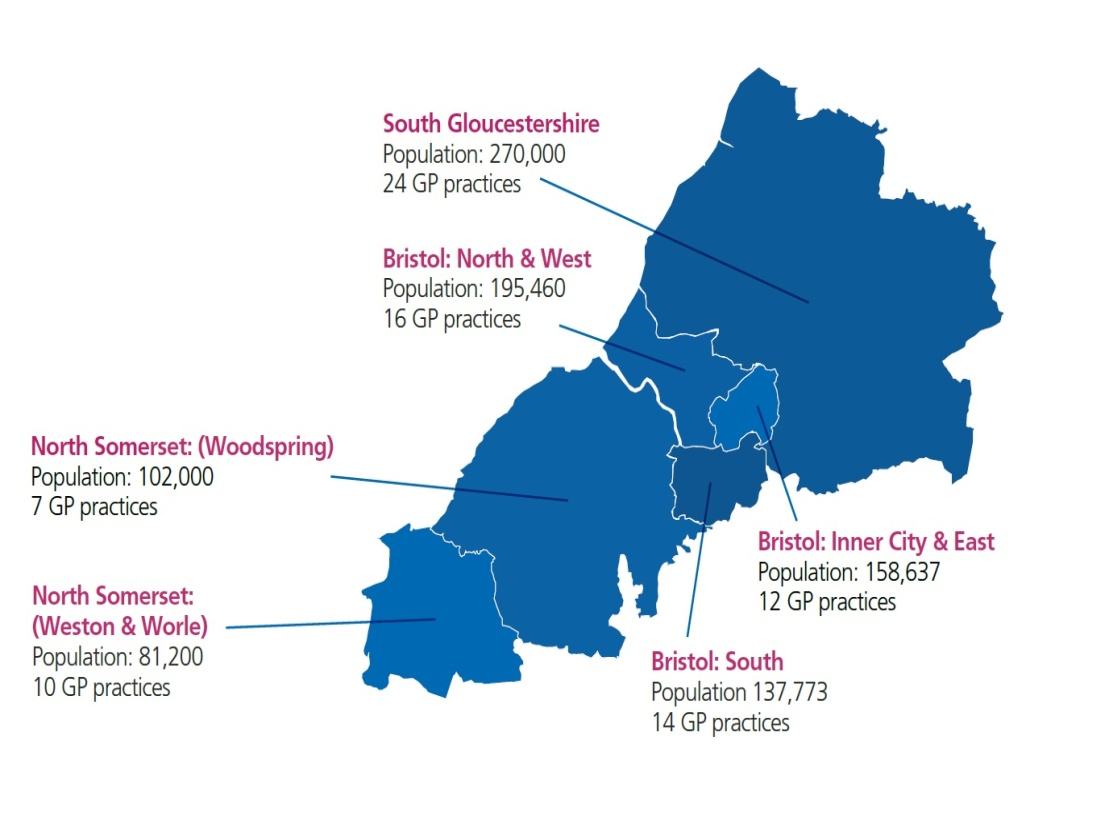 South Gloucestershire
Population: 270,000
24 GP practices
Bristol: North & West
Population: 195,460
16 GP practices
North Somerset: (Woodspring)
Population: 102,000
7 GP practices
North Somerset:
(Weston & Worle)
Population: 81,200
10 GP practices
Bristol: Inner City & East
Population: 158,637
12 GP practices
Bristol: South
Population 137,773
14 GP practices